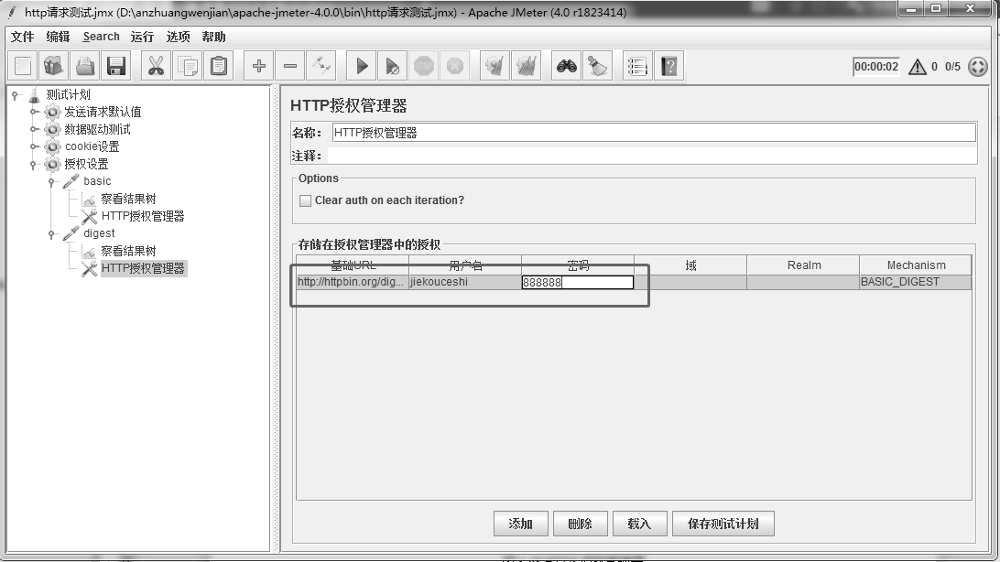 http请求测试.jmx (D:\anzhuangwenjian\apache-jmeter-4.0.0\bin\http请求测试.jmx) - Apache JMeter (4.0 r1823414)
文件 编辑 Search 运行 选项 帮助
STOP
00:00:02 0 0/5
测试计划
发送请求默认值
数据驱动测试
cookie设置
授权设置
basic
察看结果树
HTTP授权管理器
digest
察看结果树
HTTP授权管理器
HTTP授权管理器
名称: HTTP授权管理器
注释:
Options
Clear auth on each iteration?
存储在授权管理器中的授权
基础URL 用户名 密码 域 Realm Mechanism
http://httpbin.org/dig... jiekouceshi 888888 BASIC_DIGEST
添加 删除 载入 保存测试计划